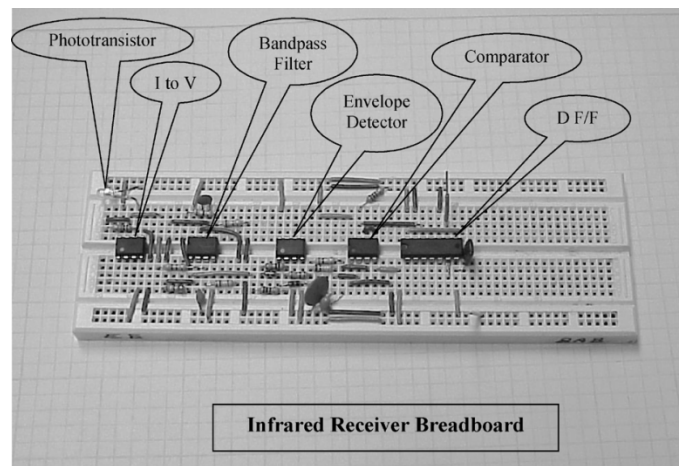 Phototransistor
I to V
Bandpass
Filter
Envelope
Detector
Comparator
D F/F
Infrared Receiver Breadboard